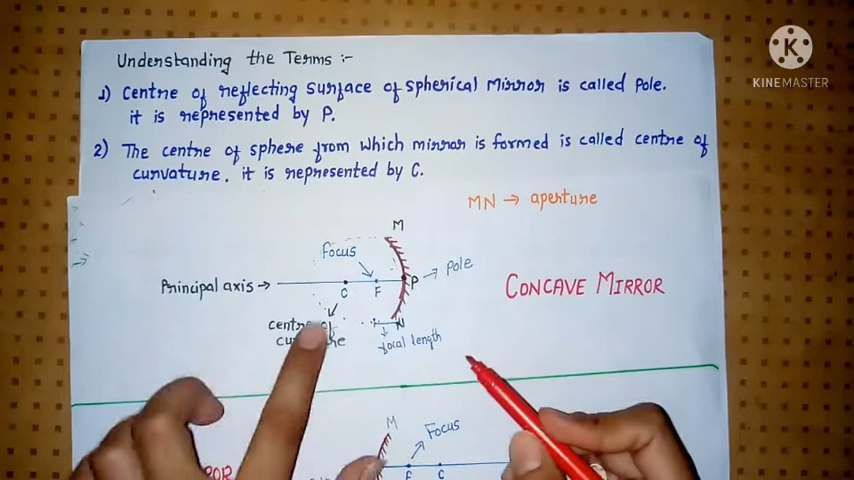 Understanding the Terms :-
1) Centre of reflecting surface of spherical Mirror is called Pole.
it is represented by P.
2) The centre of sphere from which mirror is formed is called centre of
curvature. it is represented by C.
MN → aperture
M
Focus
Principal axis →
C
F
P
→ Pole
CONCAVE MIRROR
centre of
N
focal length
M
Focus
F
C
KINEMASTER